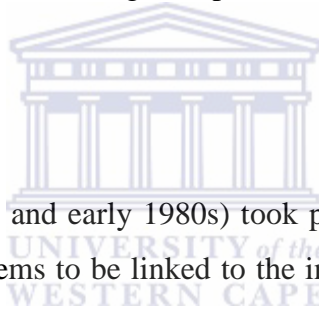 and early 1980s) took p
UNIVERSITY of the
ems to be linked to the in
WESTERN CAPE